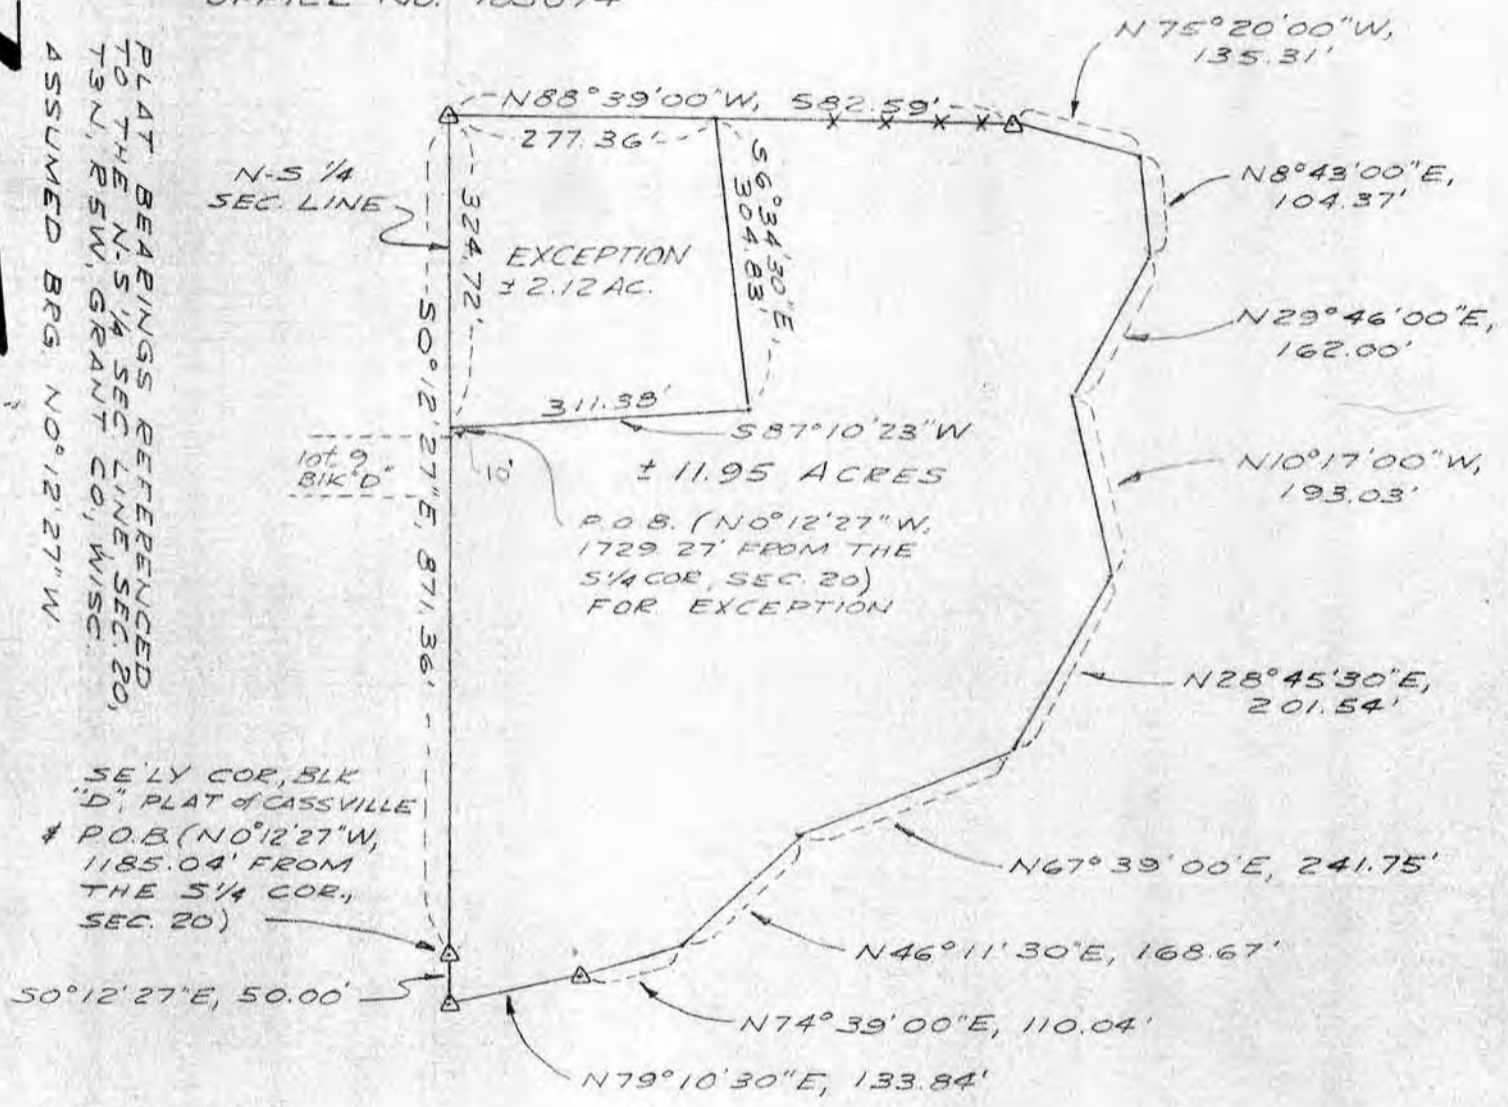 OFFICE NO. 185674
N 75°20'00"W,
135.31'
N88°39'00"W, 582.59'
277.36'
N8°43'00"E,
104.37'
N-S 1/4
SEC. LINE
324.72'
S6°34'30"E
304.83'
EXCEPTION
± 2.12 AC.
N29°46'00"E,
162.00'
PLAT BEARINGS REFERENCED
TO THE N-S 1/4 SEC LINE SEC. 20,
T3N, R5W, GRANT CO., WISC.
ASSUMED BRG. N0°12'27"W
S0°12'27"E, 871.36'
311.38'
S87°10'23"W
lot 9
Blk "D"
10'
± 11.95 ACRES
N10°17'00"W,
193.03'
P.O.B. (N0°12'27"W,
1729.27' FROM THE
S1/4 COR, SEC. 20)
FOR EXCEPTION
N28°45'30"E,
201.54'
SE'LY COR, BLK
"D", PLAT of CASSVILLE
& P.O.B. (N0°12'27"W,
1185.04' FROM
THE S1/4 COR.,
SEC. 20)
N67°39'00"E, 241.75'
N46°11'30"E, 168.67'
S0°12'27"E, 50.00'
N74°39'00"E, 110.04'
N79°10'30"E, 133.84'